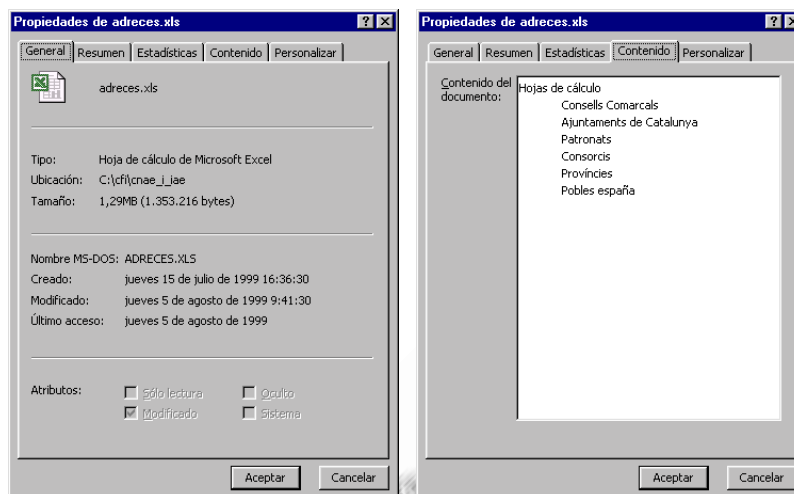 Propiedades de adreces.xls
General Resumen Estadísticas Contenido Personalizar
adreces.xls
Tipo: Hoja de cálculo de Microsoft Excel
Ubicación: C:\cfi\cnae_i_iae
Tamaño: 1,29MB (1.353.216 bytes)
Nombre MS-DOS: ADRECES.XLS
Creado: jueves 15 de julio de 1999 16:36:30
Modificado: jueves 5 de agosto de 1999 9:41:30
Último acceso: jueves 5 de agosto de 1999
Atributos: Sólo lectura Oculto
Modificado Sistema
Aceptar Cancelar
Propiedades de adreces.xls
General Resumen Estadísticas Contenido Personalizar
Contenido del documento:
Hojas de cálculo
Consells Comarcals
Ajuntaments de Catalunya
Patronats
Consorcis
Províncies
Pobles españa
Aceptar Cancelar